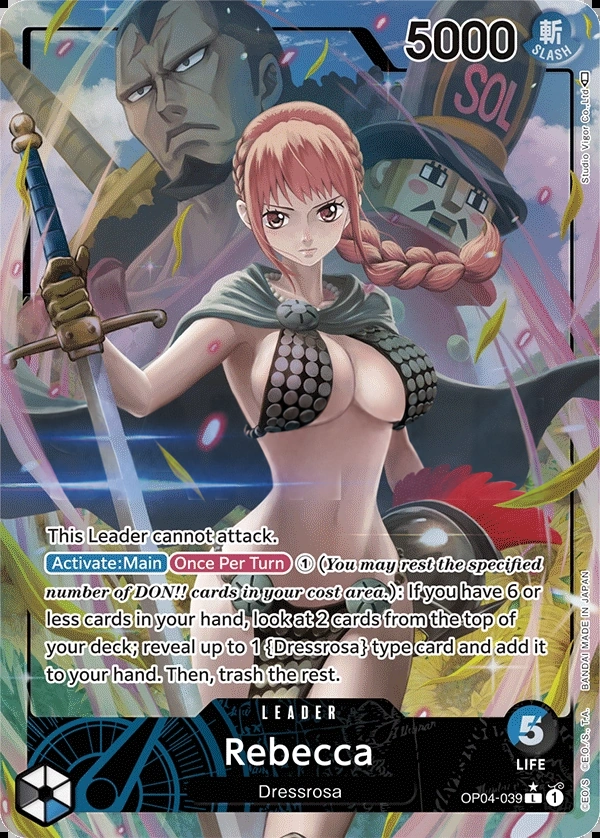 5000
斬
SLASH
SOL
Studio Vigor Co.,Ltd
This Leader cannot attack.
Activate:Main Once Per Turn ① (You may rest the specified
number of DON!! cards in your cost area.): If you have 6 or
less cards in your hand, look at 2 cards from the top of
your deck; reveal up to 1 {Dressrosa} type card and add it
to your hand. Then, trash the rest.
BANDAI MADE IN JAPAN
©E.O/S., T.A.
©E.O/S.
LEADER
Rebecca
Dressrosa
5
LIFE
OP04-039 ★ L 1